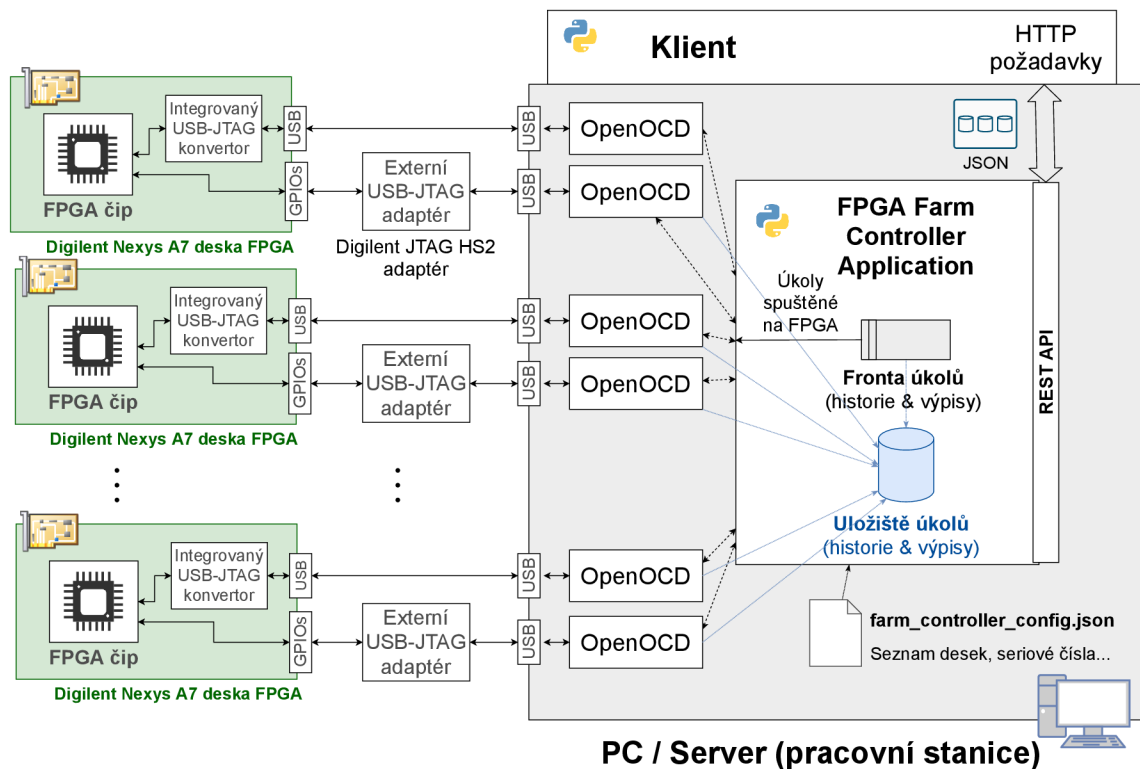 Klient
HTTP
požadavky
JSON
Integrovaný
USB-JTAG
konvertor
USB
GPIOs
FPGA čip
Digilent Nexys A7 deska FPGA
Externí
USB-JTAG
adaptér
Digilent JTAG HS2
adaptér
USB
USB
OpenOCD
OpenOCD
FPGA Farm
Controller
Application
REST API
Úkoly
spuštěné
na FPGA
Fronta úkolů
(historie & výpisy)
Uložiště úkolů
(historie & výpisy)
Integrovaný
USB-JTAG
konvertor
USB
GPIOs
FPGA čip
Digilent Nexys A7 deska FPGA
Externí
USB-JTAG
adaptér
USB
USB
OpenOCD
OpenOCD
Integrovaný
USB-JTAG
konvertor
USB
GPIOs
FPGA čip
Digilent Nexys A7 deska FPGA
Externí
USB-JTAG
adaptér
USB
USB
OpenOCD
OpenOCD
farm_controller_config.json
Seznam desek, seriové čísla...
PC / Server (pracovní stanice)